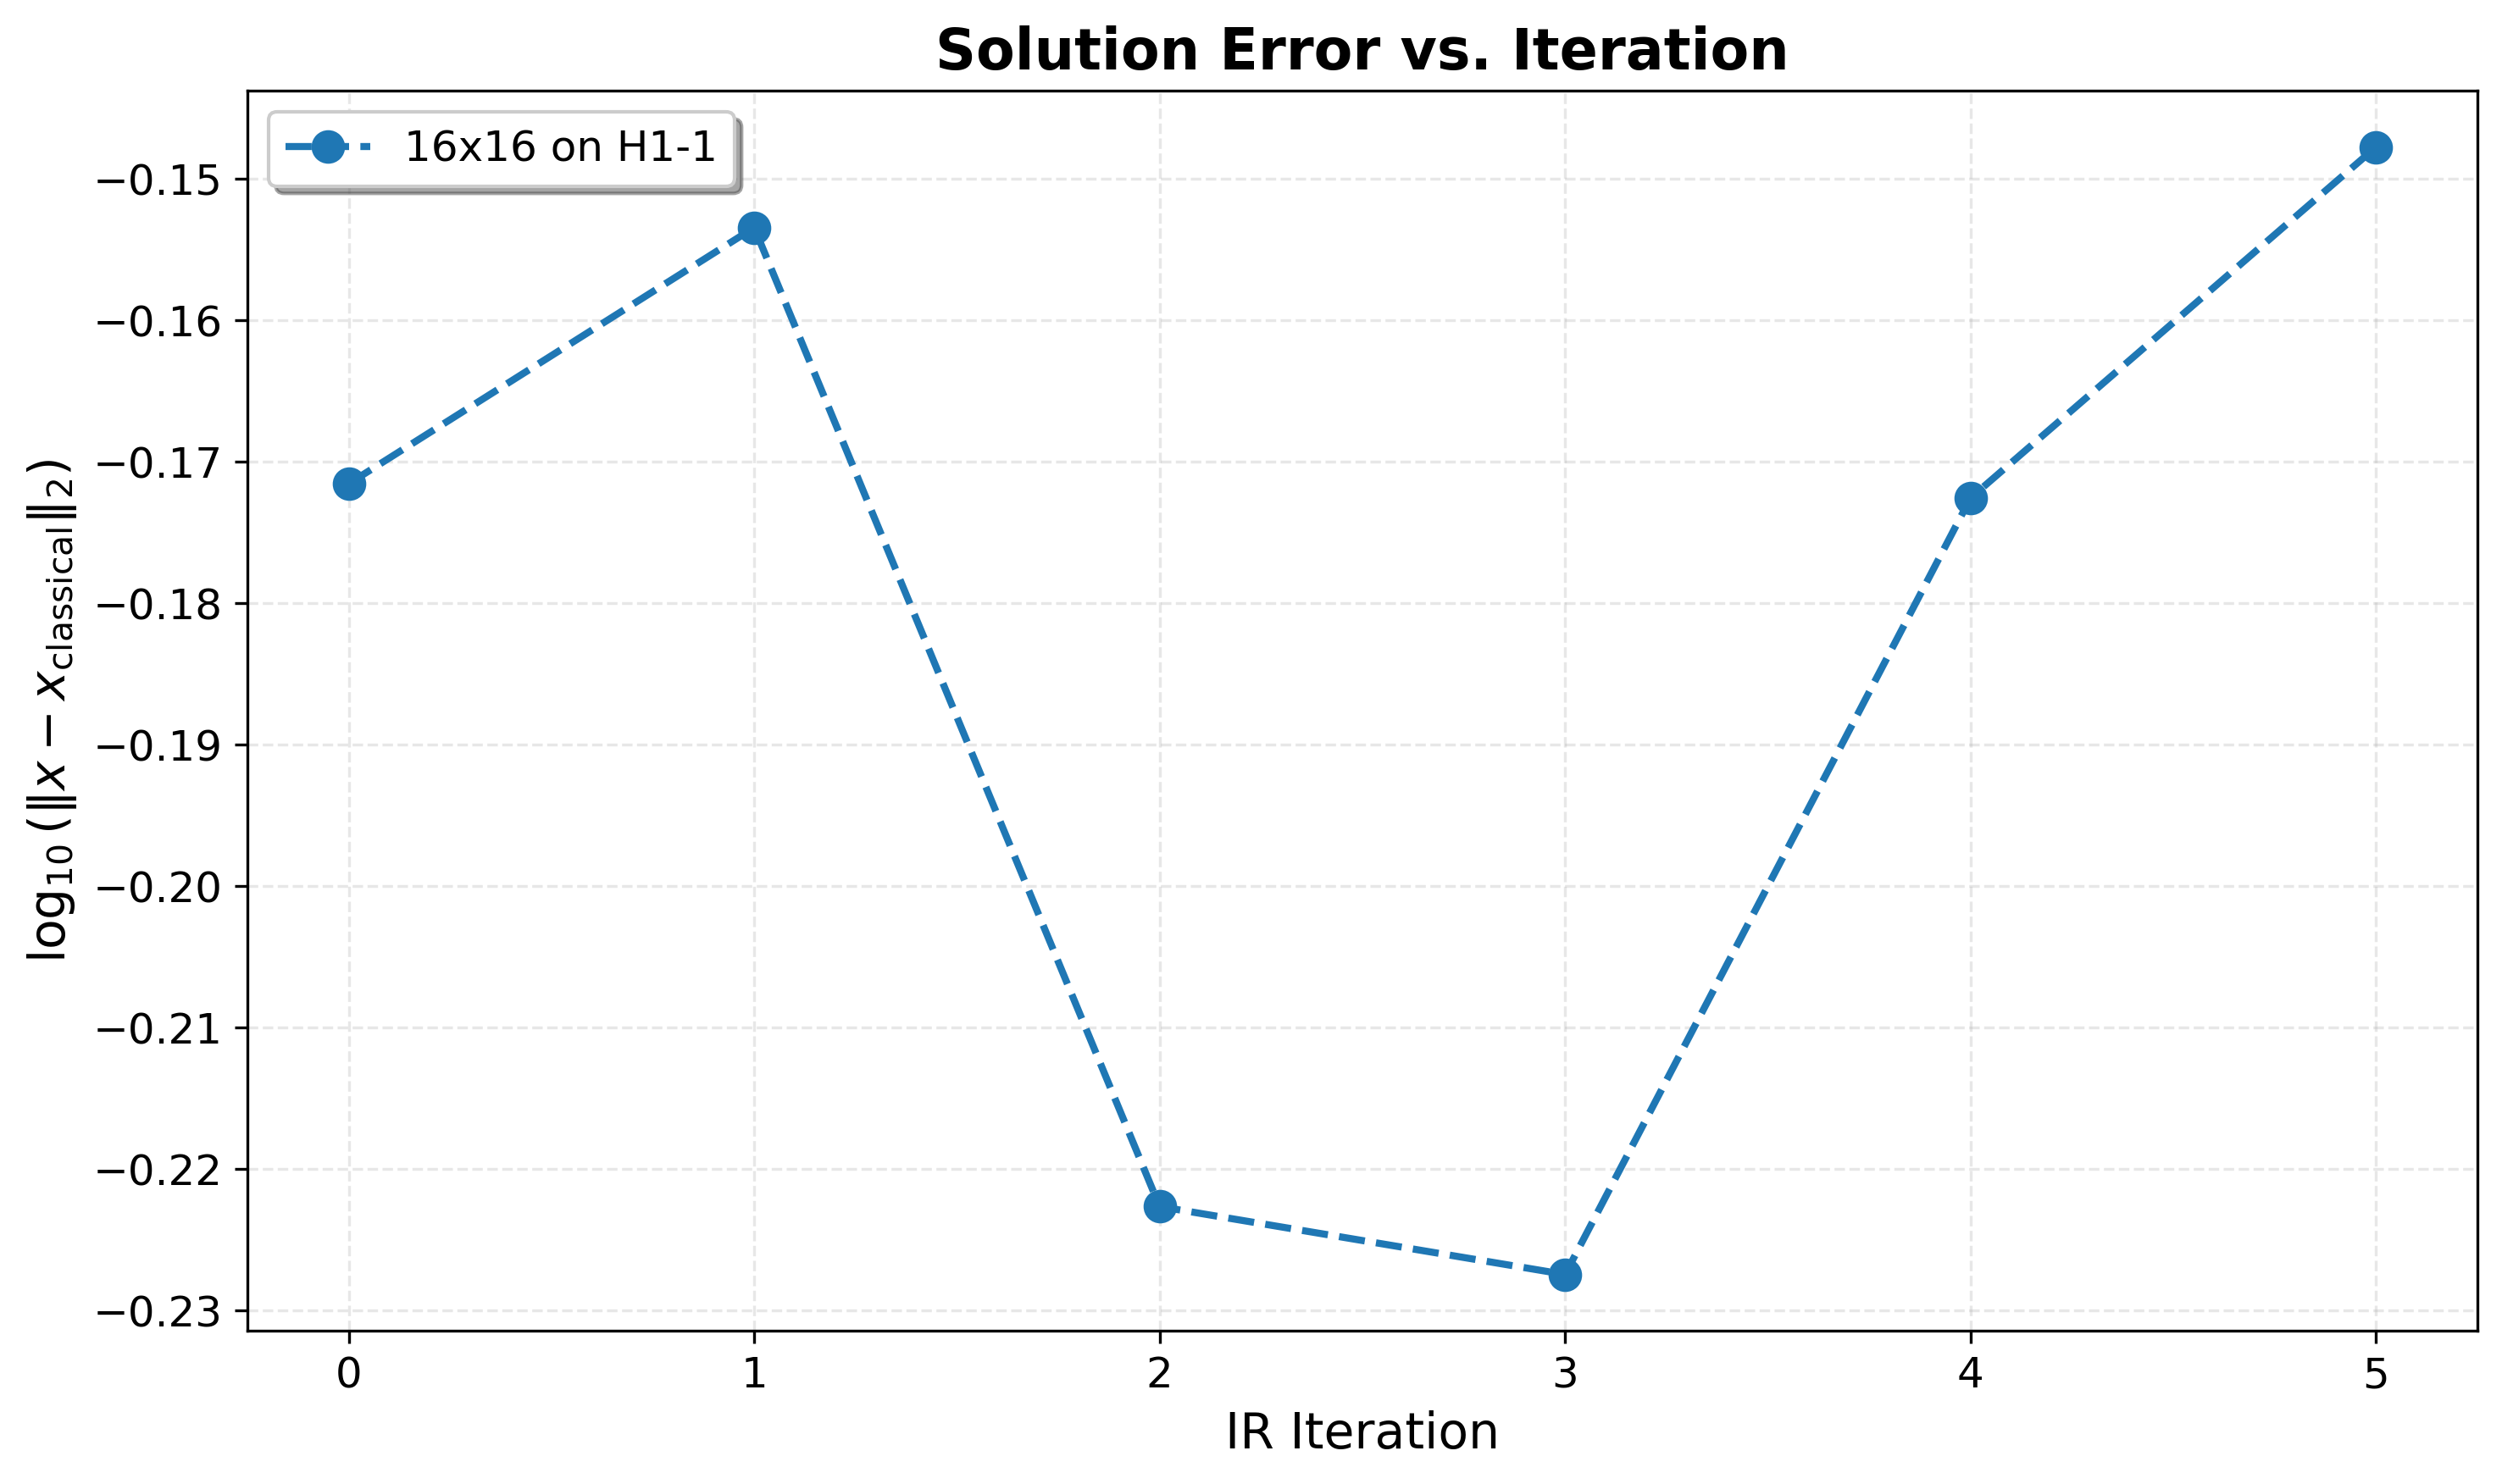 Solution Error vs. Iteration
16x16 on H1-1
−0.15
−0.16
−0.17
−0.18
−0.19
−0.20
−0.21
−0.22
−0.23
log₁₀ (‖x − x_classical‖₂)
0 1 2 3 4 5
IR Iteration